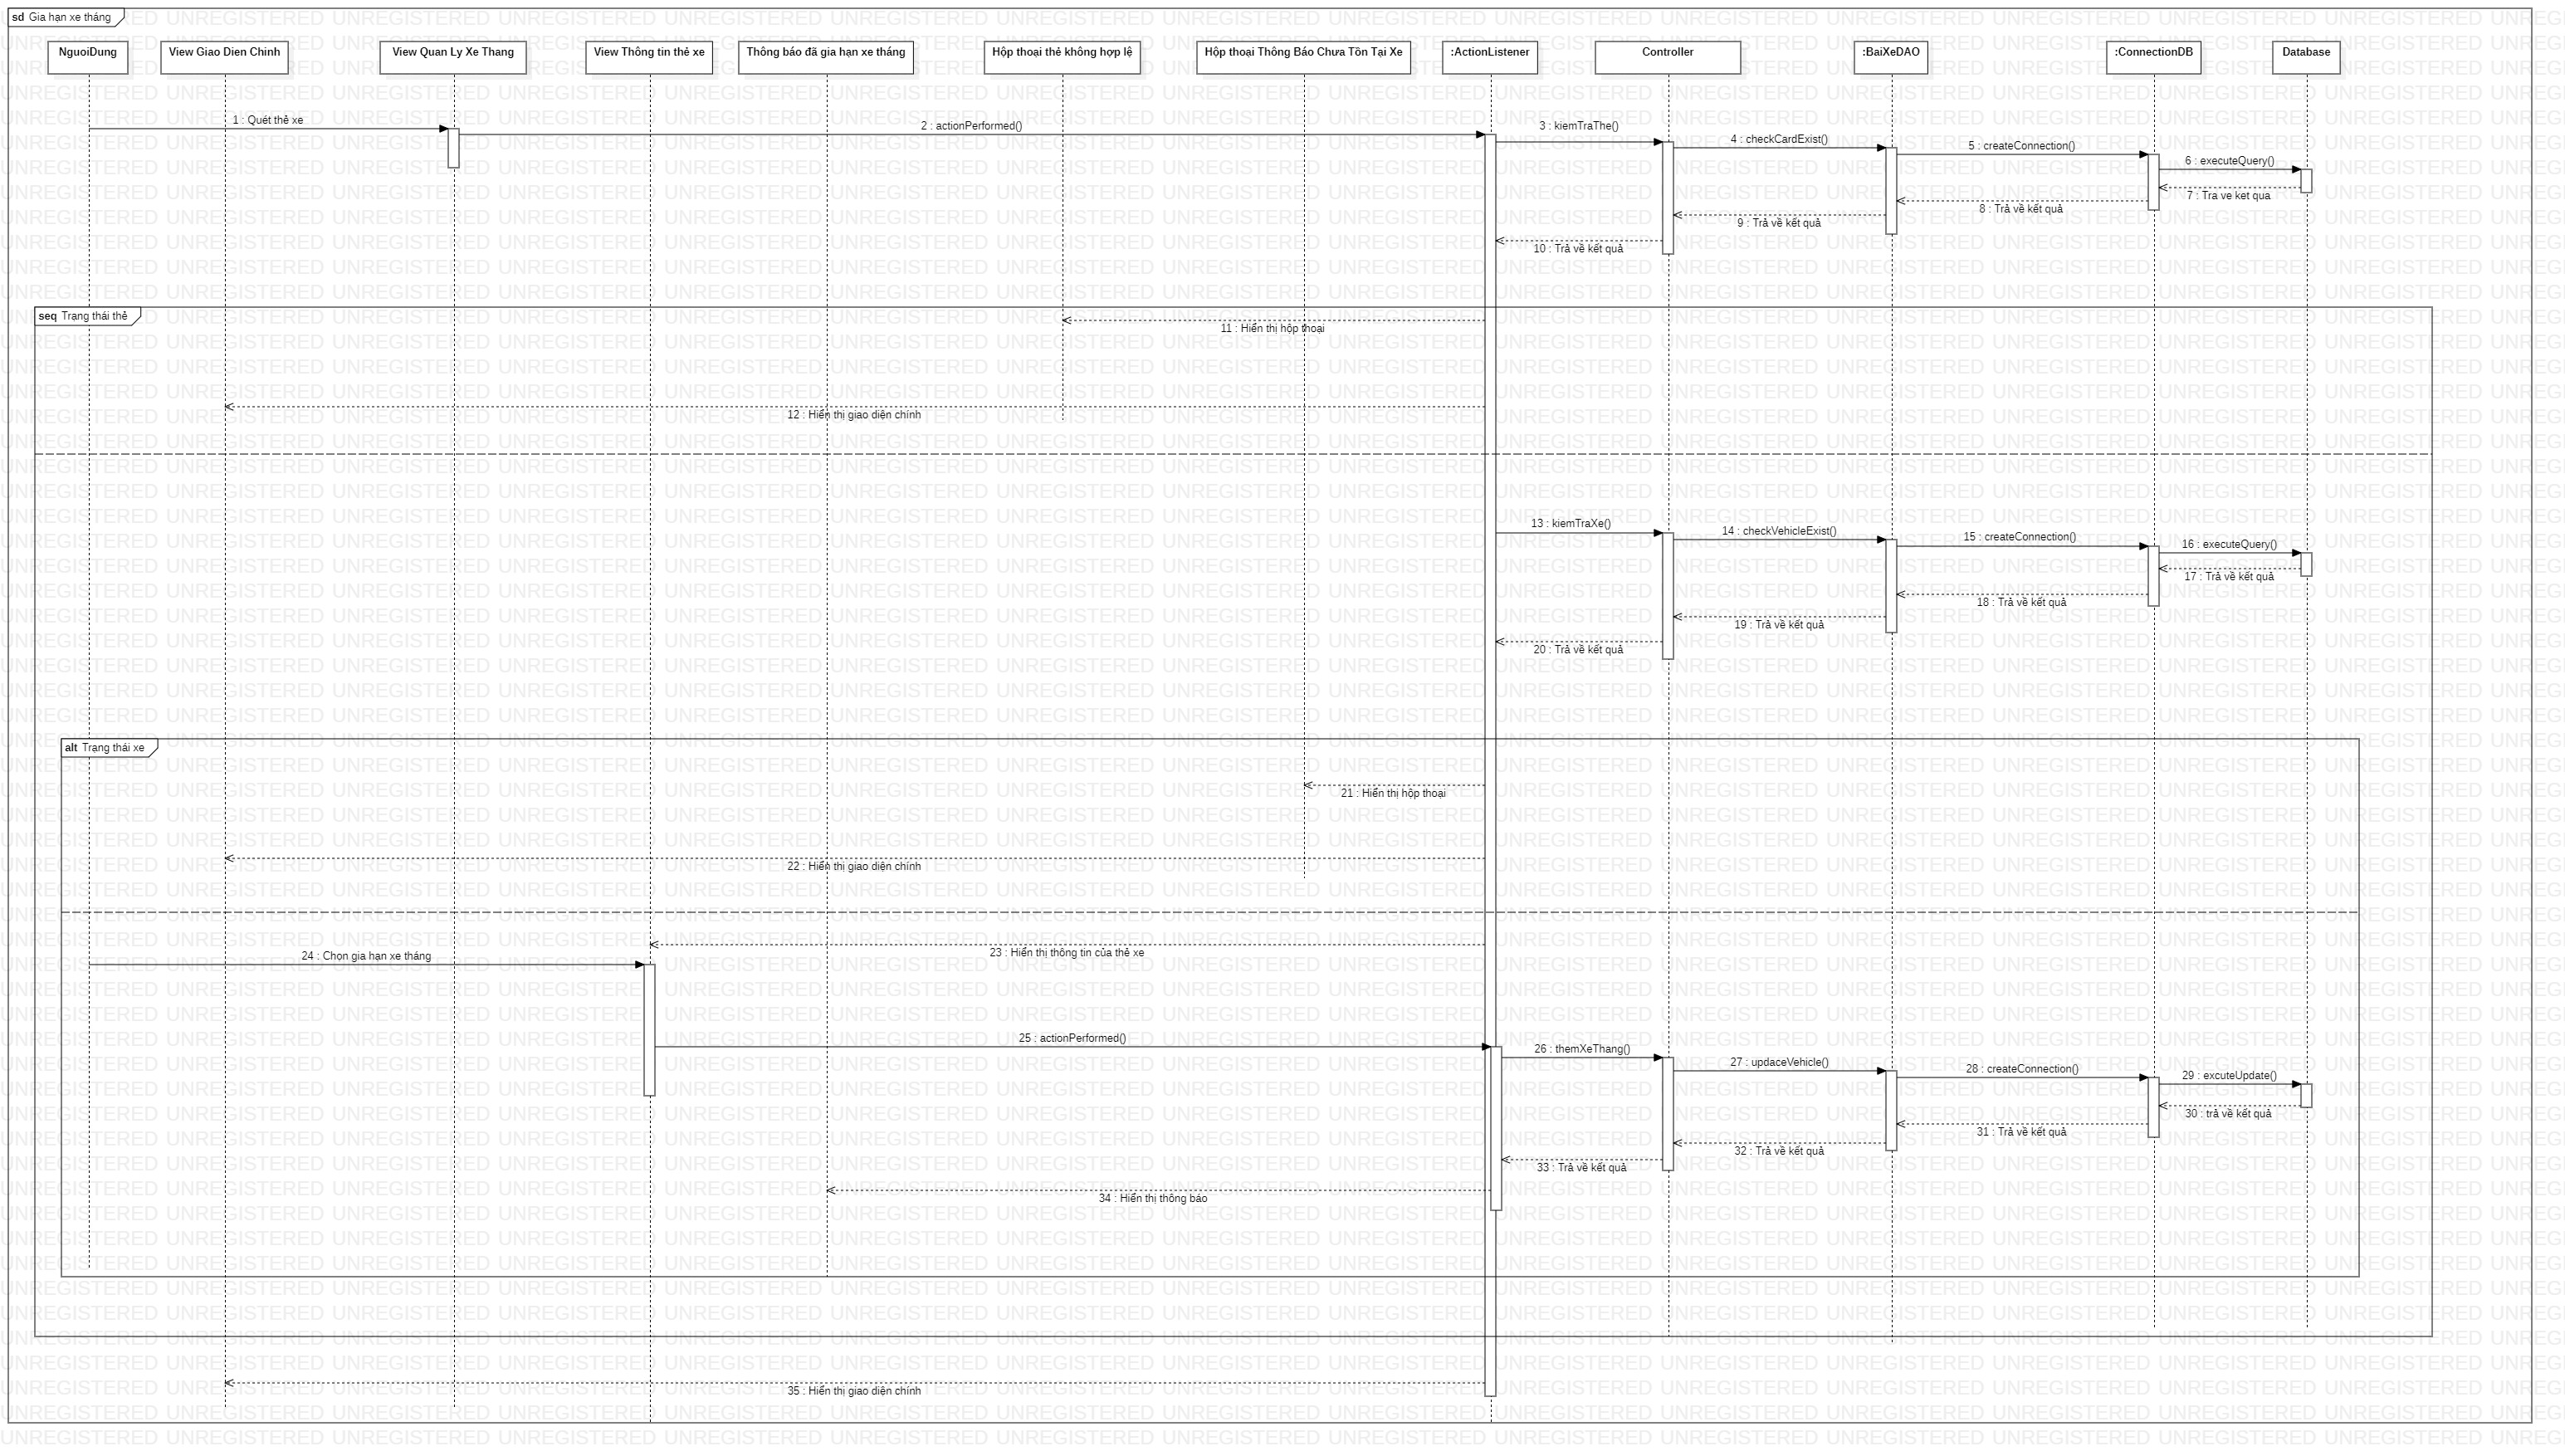 sd Gia hạn xe tháng
NguoiDung
View Giao Dien Chinh
View Quan Ly Xe Thang
View Thông tin thẻ xe
Thông báo đã gia hạn xe tháng
Hộp thoại thẻ không hợp lệ
Hộp thoại Thông Báo Chưa Tồn Tại Xe
:ActionListener
Controller
:BaiXeDAO
:ConnectionDB
Database
1 : Quét thẻ xe
2 : actionPerformed()
3 : kiemTraThe()
4 : checkCardExist()
5 : createConnection()
6 : executeQuery()
7 : Tra ve ket qua
8 : Trả về kết quả
9 : Trả về kết quả
10 : Trả về kết quả
seq Trạng thái thẻ
11 : Hiển thị hộp thoại
12 : Hiển thị giao diện chính
13 : kiemTraXe()
14 : checkVehicleExist()
15 : createConnection()
16 : executeQuery()
17 : Trả về kết quả
18 : Trả về kết quả
19 : Trả về kết quả
20 : Trả về kết quả
alt Trạng thái xe
21 : Hiển thị hộp thoại
22 : Hiển thị giao diện chính
23 : Hiển thị thông tin của thẻ xe
24 : Chọn gia hạn xe tháng
25 : actionPerformed()
26 : themXeThang()
27 : updaceVehicle()
28 : createConnection()
29 : excuteUpdate()
30 : trả về kết quả
31 : Trả về kết quả
32 : Trả về kết quả
33 : Trả về kết quả
34 : Hiển thị thông báo
35 : Hiển thị giao diện chính
UNREGISTERED